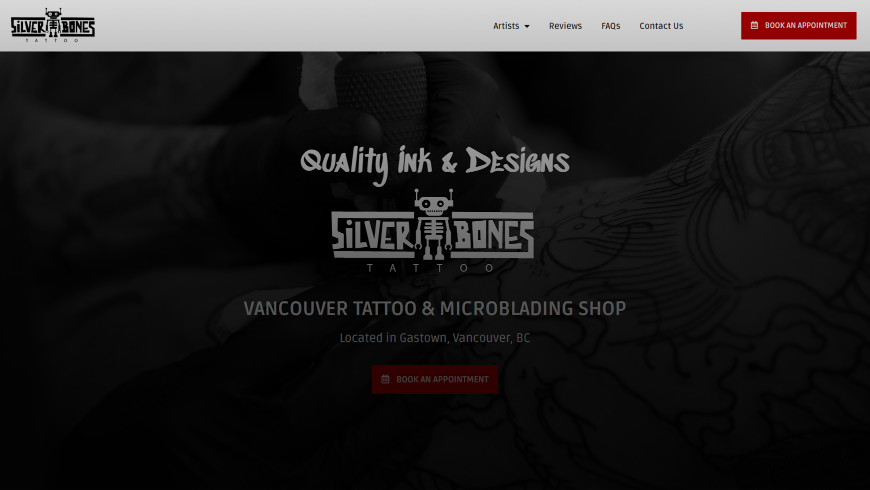 SILVER BONES
TATTOO
Artists
Reviews
FAQs
Contact Us
BOOK AN APPOINTMENT
Quality ink & Designs
SILVER BONES
TATTOO
VANCOUVER TATTOO & MICROBLADING SHOP
Located in Gastown, Vancouver, BC
BOOK AN APPOINTMENT